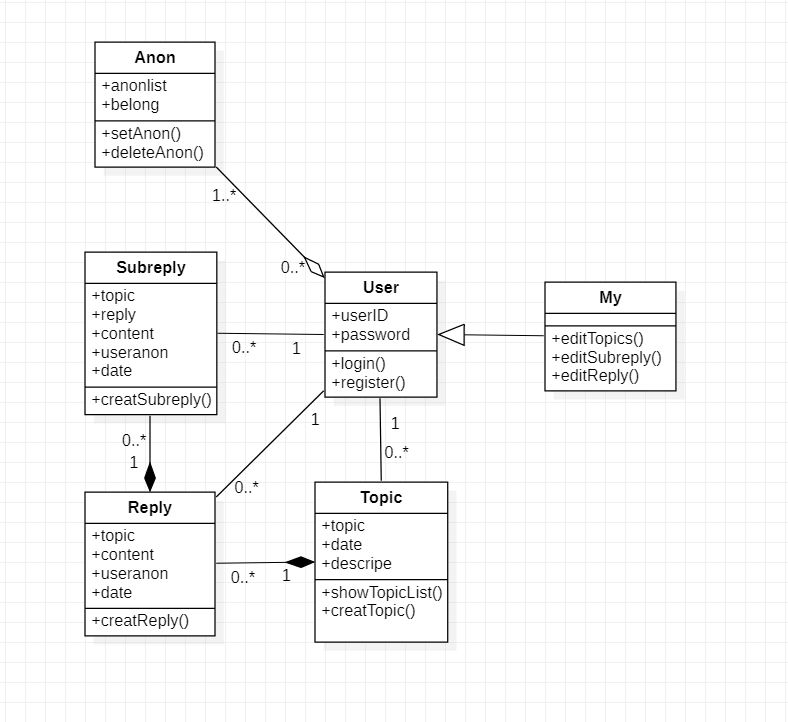 Anon
+anonlist
+belong
+setAnon()
+deleteAnon()
1..*
0..*
Subreply
+topic
+reply
+content
+useranon
+date
+creatSubreply()
0..*
1
User
+userID
+password
+login()
+register()
My
+editTopics()
+editSubreply()
+editReply()
1
0..*
1
0..*
0..*
1
Reply
+topic
+content
+useranon
+date
+creatReply()
0..*
1
Topic
+topic
+date
+descripe
+showTopicList()
+creatTopic()